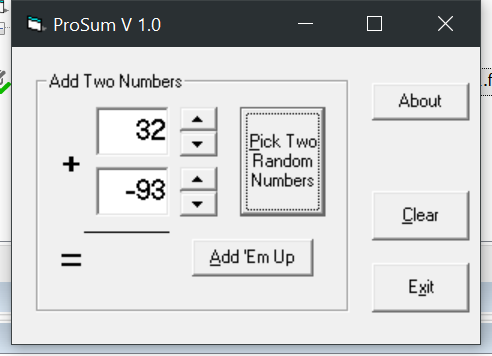 ProSum V 1.0
Add Two Numbers
32
+
-93
=
Pick Two
Random
Numbers
Add 'Em Up
About
Clear
Exit